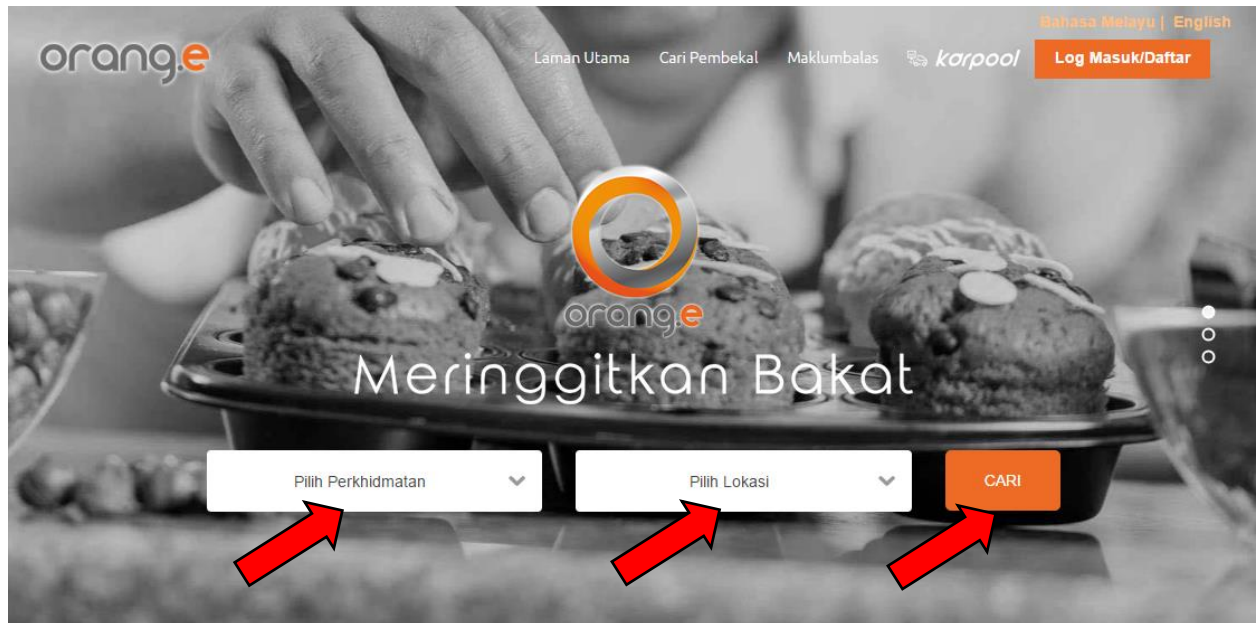 Bahasa Melayu | English
orang.e
Laman Utama Cari Pembekal Maklumbalas karpool Log Masuk/Daftar
orang.e
Meringgitkan Bakat
Pilih Perkhidmatan Pilih Lokasi CARI